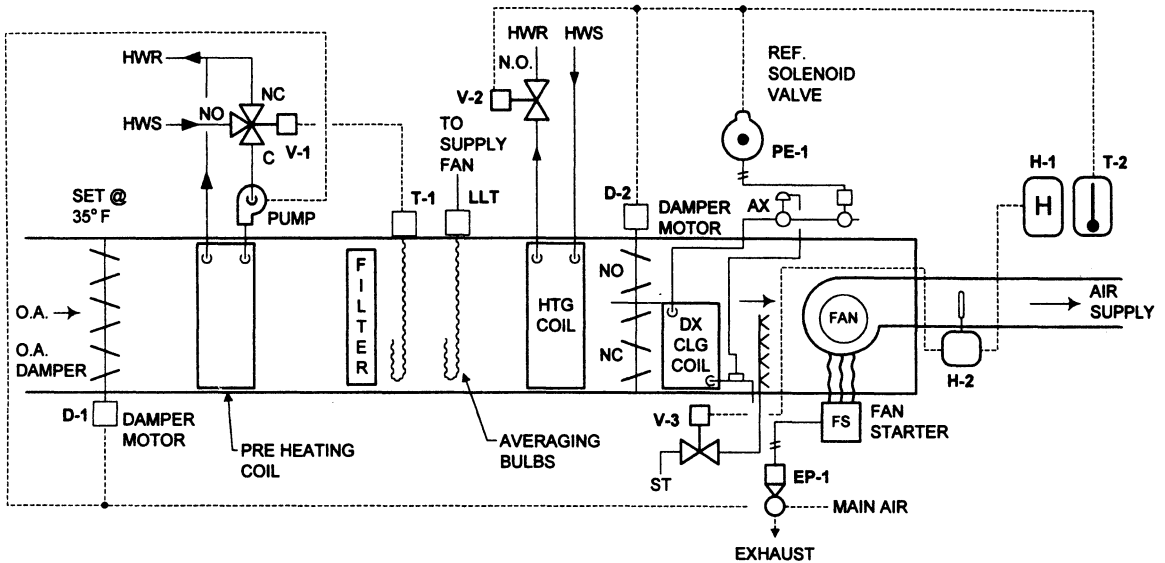 HWR
HWS
NO
NC
C
V-1
PUMP
SET @
35° F
O.A.
O.A.
DAMPER
D-1
DAMPER
MOTOR
PRE HEATING
COIL
FILTER
T-1
LLT
TO
SUPPLY
FAN
AVERAGING
BULBS
HWR
HWS
N.O.
V-2
HTG
COIL
D-2
DAMPER
MOTOR
NO
NC
DX
CLG
COIL
REF.
SOLENOID
VALVE
PE-1
AX
V-3
ST
FAN
FS
FAN
STARTER
EP-1
MAIN AIR
EXHAUST
H-1
H
T-2
H-2
AIR
SUPPLY